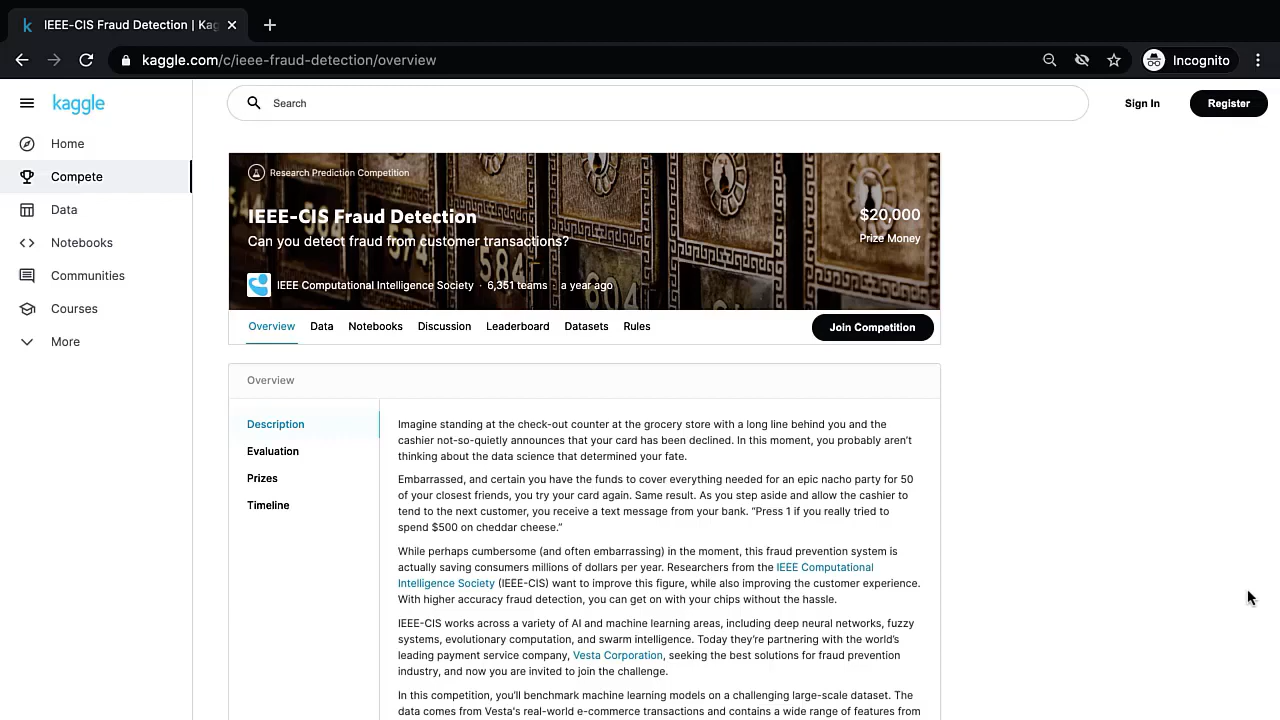 IEEE-CIS Fraud Detection | Kag
kaggle.com/c/ieee-fraud-detection/overview
Incognito
kaggle
Search
Sign In
Register
Home
Compete
Data
Notebooks
Communities
Courses
More
Research Prediction Competition
IEEE-CIS Fraud Detection
$20,000
Can you detect fraud from customer transactions?
Prize Money
574
584
604
IEEE Computational Intelligence Society · 6,351 teams · a year ago
Overview
Data
Notebooks
Discussion
Leaderboard
Datasets
Rules
Join Competition
Overview
Description
Evaluation
Prizes
Timeline
Imagine standing at the check-out counter at the grocery store with a long line behind you and the
cashier not-so-quietly announces that your card has been declined. In this moment, you probably aren't
thinking about the data science that determined your fate.
Embarrassed, and certain you have the funds to cover everything needed for an epic nacho party for 50
of your closest friends, you try your card again. Same result. As you step aside and allow the cashier to
tend to the next customer, you receive a text message from your bank. “Press 1 if you really tried to
spend $500 on cheddar cheese.”
While perhaps cumbersome (and often embarrassing) in the moment, this fraud prevention system is
actually saving consumers millions of dollars per year. Researchers from the IEEE Computational
Intelligence Society (IEEE-CIS) want to improve this figure, while also improving the customer experience.
With higher accuracy fraud detection, you can get on with your chips without the hassle.
IEEE-CIS works across a variety of AI and machine learning areas, including deep neural networks, fuzzy
systems, evolutionary computation, and swarm intelligence. Today they're partnering with the world's
leading payment service company, Vesta Corporation, seeking the best solutions for fraud prevention
industry, and now you are invited to join the challenge.
In this competition, you'll benchmark machine learning models on a challenging large-scale dataset. The
data comes from Vesta's real-world e-commerce transactions and contains a wide range of features from